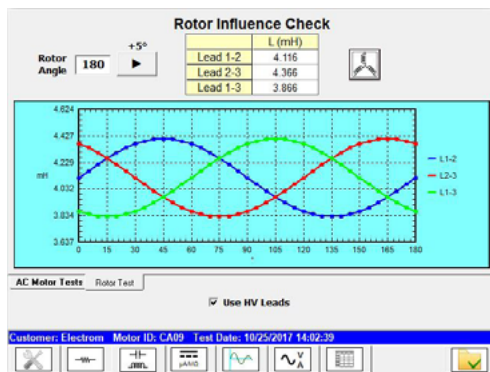 Rotor Influence Check
Rotor Angle 180 +5°
L (mH)
Lead 1-2 4.116
Lead 2-3 4.366
Lead 1-3 3.866
4.624
4.427
4.229
4.032
3.834
3.637
mH
0 15 30 45 60 75 90 105 120 135 150 165 180
L1-2
L2-3
L1-3
AC Motor Tests Rotor Test
Use HV Leads
Customer: Electrom Motor ID: CA09 Test Date: 10/25/2017 14:02:39
V
A